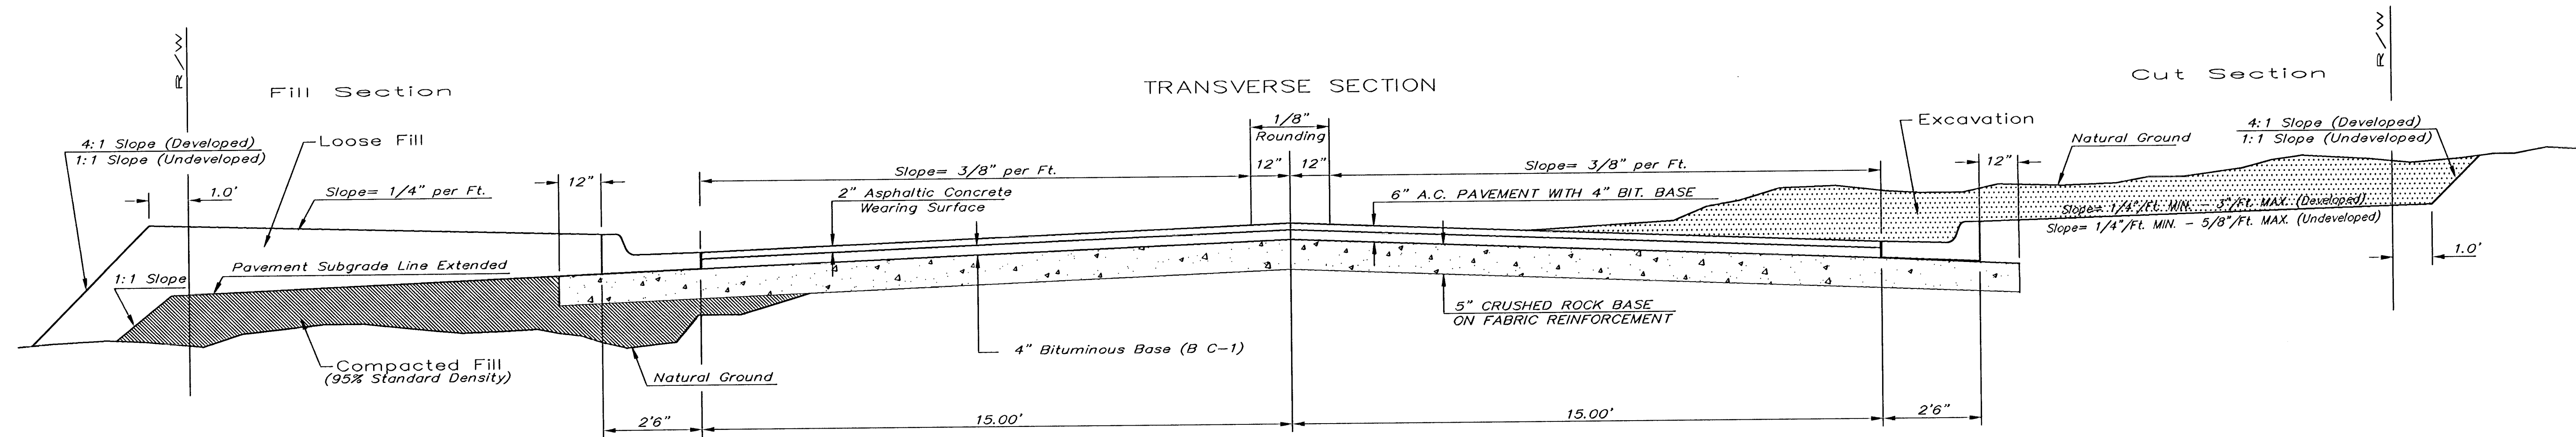 TRANSVERSE SECTION
R/W
Fill Section
4:1 Slope (Developed)
1:1 Slope (Undeveloped)
Loose Fill
1.0'
Slope= 1/4" per Ft.
12"
1:1 Slope
Pavement Subgrade Line Extended
Compacted Fill
(95% Standard Density)
Natural Ground
Slope= 3/8" per Ft.
2" Asphaltic Concrete
Wearing Surface
4" Bituminous Base (B C-1)
1/8"
Rounding
12"
12"
Slope= 3/8" per Ft.
6" A.C. PAVEMENT WITH 4" BIT. BASE
5" CRUSHED ROCK BASE
ON FABRIC REINFORCEMENT
Excavation
12"
Natural Ground
Cut Section
R/W
4:1 Slope (Developed)
1:1 Slope (Undeveloped)
Slope= 1/4"/Ft. MIN. - 3"/Ft. MAX. (Developed)
Slope= 1/4"/Ft. MIN. - 5/8"/Ft. MAX. (Undeveloped)
1.0'
2'6"
15.00'
15.00'
2'6"